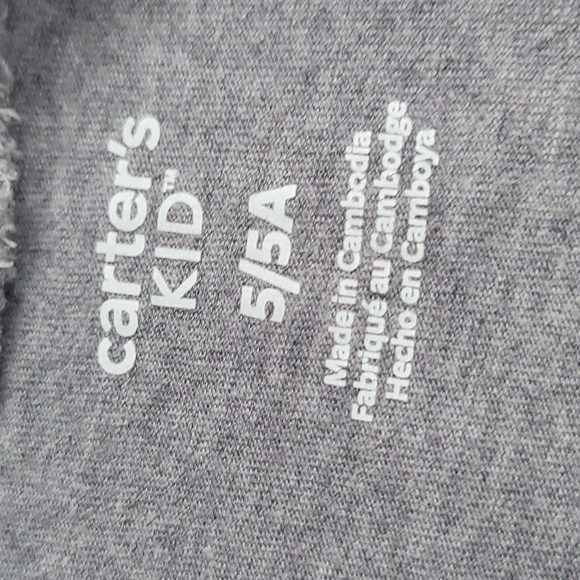 carter's
KID™
5/5A
Made in Cambodia
Fabriqué au Cambodge
Hecho en Camboya